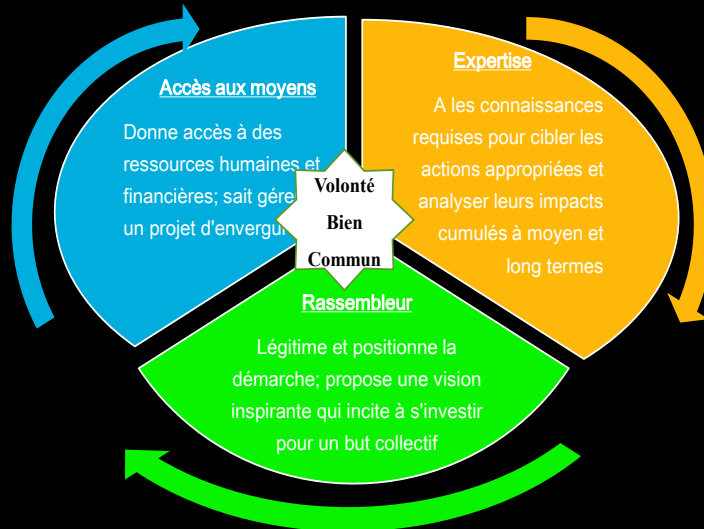 Accès aux moyens
Donne accès à des
ressources humaines et
financières; sait gére
un projet d'envergu
Expertise
A les connaissances
requises pour cibler les
actions appropriées et
analyser leurs impacts
cumulés à moyen et
long termes
Volonté
Bien
Commun
Rassembleur
Légitime et positionne la
démarche; propose une vision
inspirante qui incite à s'investir
pour un but collectif